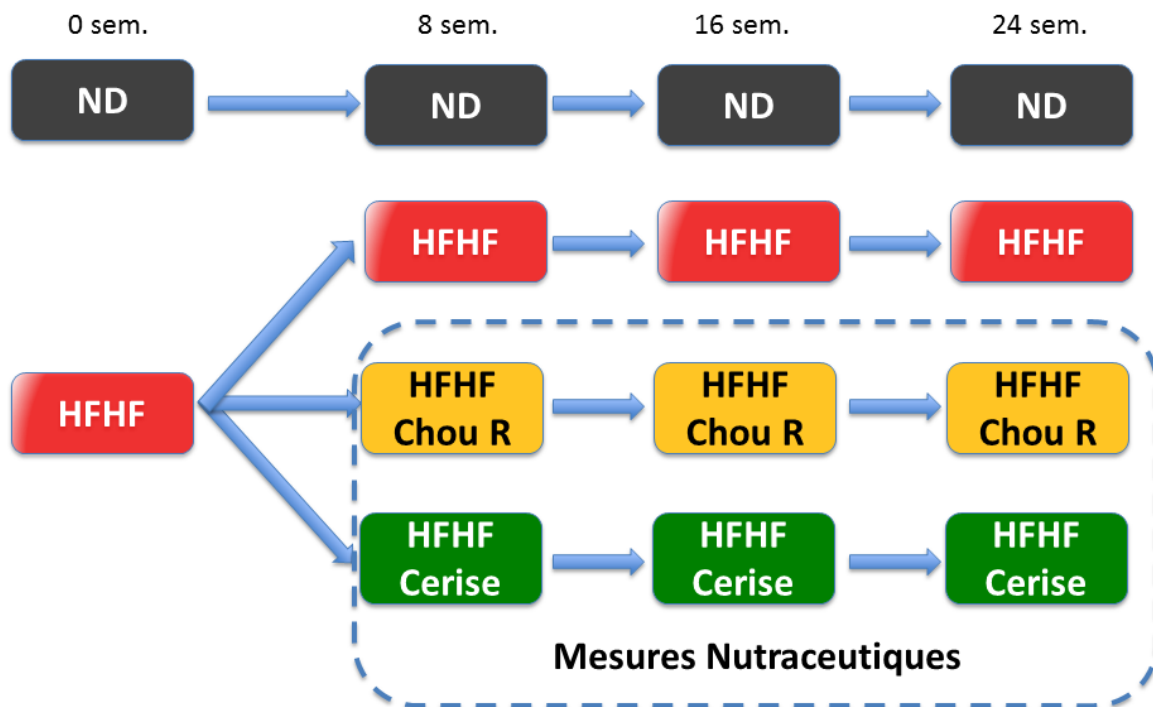 0 sem.
8 sem.
16 sem.
24 sem.
ND
ND
ND
ND
HFHF
HFHF
HFHF
HFHF
HFHF
Chou R
HFHF
Chou R
HFHF
Chou R
HFHF
Cerise
HFHF
Cerise
HFHF
Cerise
Mesures Nutraceutiques